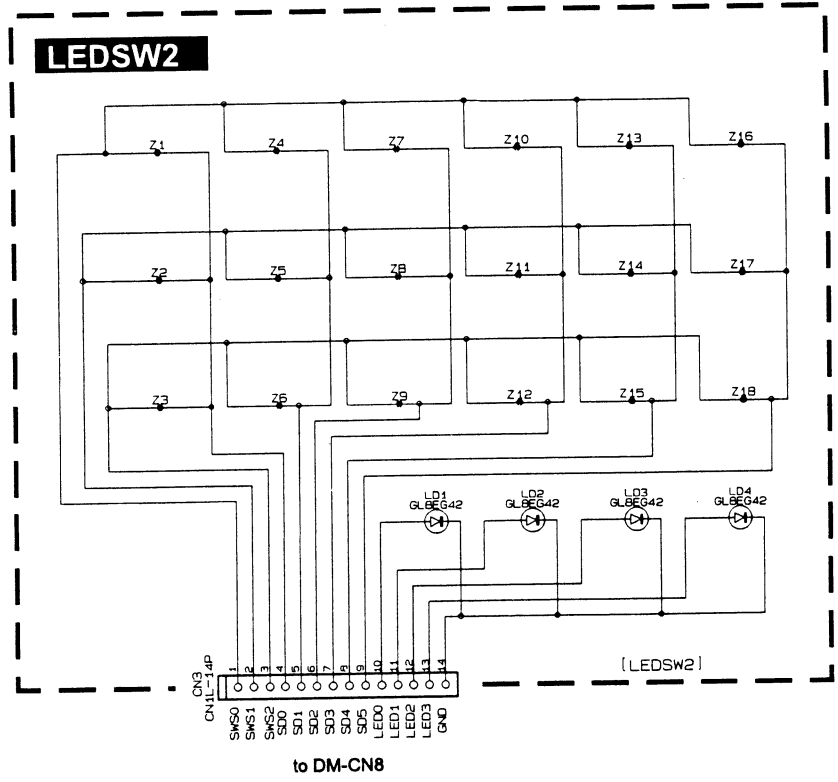 LEDSW2
Z1 Z4 Z7 Z10 Z13 Z16
Z2 Z5 Z8 Z11 Z14 Z17
Z3 Z6 Z9 Z12 Z15 Z18
LD1 LD2 LD3 LD4
GL8EG42 GL8EG42 GL8EG42 GL8EG42
[LEDSW2]
CN3
CN1L-14P
1 2 3 4 5 6 7 8 9 10 11 12 13 14
SWS0 SWS1 SWS2 SD0 SD1 SD2 SD3 SD4 SD5 LED0 LED1 LED2 LED3 GND
to DM-CN8